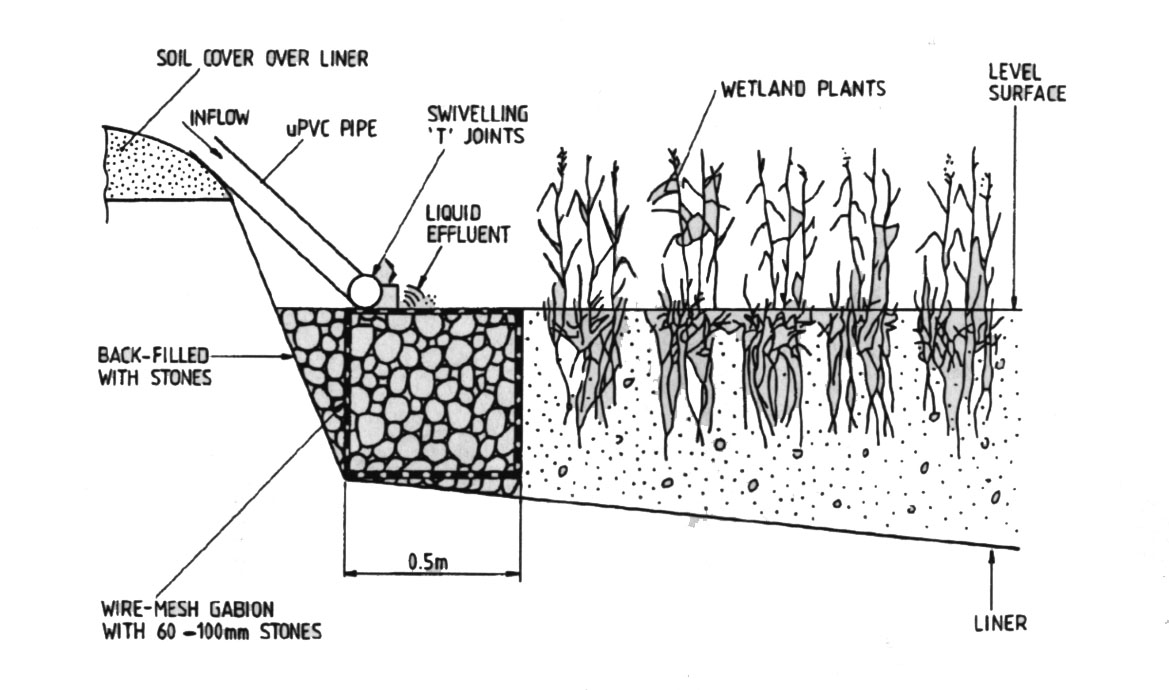 SOIL COVER OVER LINER
INFLOW
uPVC PIPE
SWIVELLING
'T' JOINTS
LIQUID
EFFLUENT
WETLAND PLANTS
LEVEL
SURFACE
BACK-FILLED
WITH STONES
0.5m
WIRE-MESH GABION
WITH 60 -100mm STONES
LINER